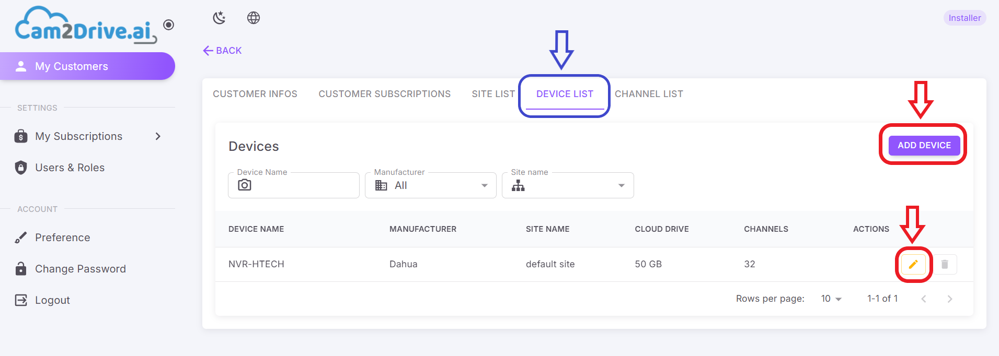 Cam2Drive.ai
Installer
BACK
My Customers
CUSTOMER INFOS
CUSTOMER SUBSCRIPTIONS
SITE LIST
DEVICE LIST
CHANNEL LIST
SETTINGS
My Subscriptions
Users & Roles
ACCOUNT
Preference
Change Password
Logout
Devices
ADD DEVICE
Device Name
Manufacturer
All
Site name
DEVICE NAME MANUFACTURER SITE NAME CLOUD DRIVE CHANNELS ACTIONS
NVR-HTECH Dahua default site 50 GB 32
Rows per page: 10 1-1 of 1